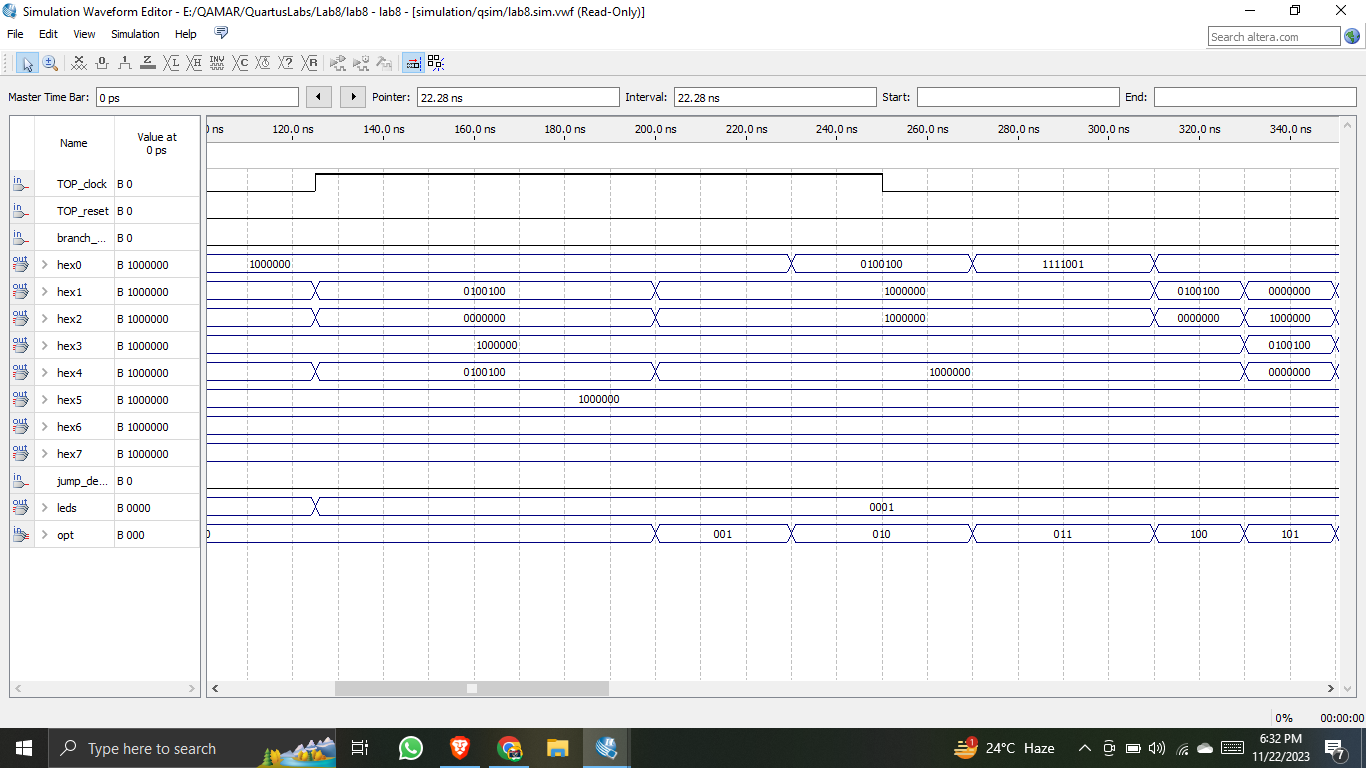 Simulation Waveform Editor - E:/QAMAR/QuartusLabs/Lab8/lab8 - lab8 - [simulation/qsim/lab8.sim.vwf (Read-Only)]
File Edit View Simulation Help
Search altera.com
Master Time Bar: 0 ps Pointer: 22.28 ns Interval: 22.28 ns Start: End:
Name Value at 0 ps
0 ns 120.0 ns 140.0 ns 160.0 ns 180.0 ns 200.0 ns 220.0 ns 240.0 ns 260.0 ns 280.0 ns 300.0 ns 320.0 ns 340.0 ns
in TOP_clock B 0
in TOP_reset B 0
in branch_... B 0
out hex0 B 1000000 1000000 0100100 1111001
out hex1 B 1000000 0100100 1000000 0100100 0000000
out hex2 B 1000000 0000000 1000000 0000000 1000000
out hex3 B 1000000 1000000 0100100
out hex4 B 1000000 0100100 1000000 0000000
out hex5 B 1000000 1000000
out hex6 B 1000000
out hex7 B 1000000
in jump_de... B 0
out leds B 0000 0001
in opt B 000 0 001 010 011 100 101
0% 00:00:00
Type here to search
24°C Haze
6:32 PM
11/22/2023
7